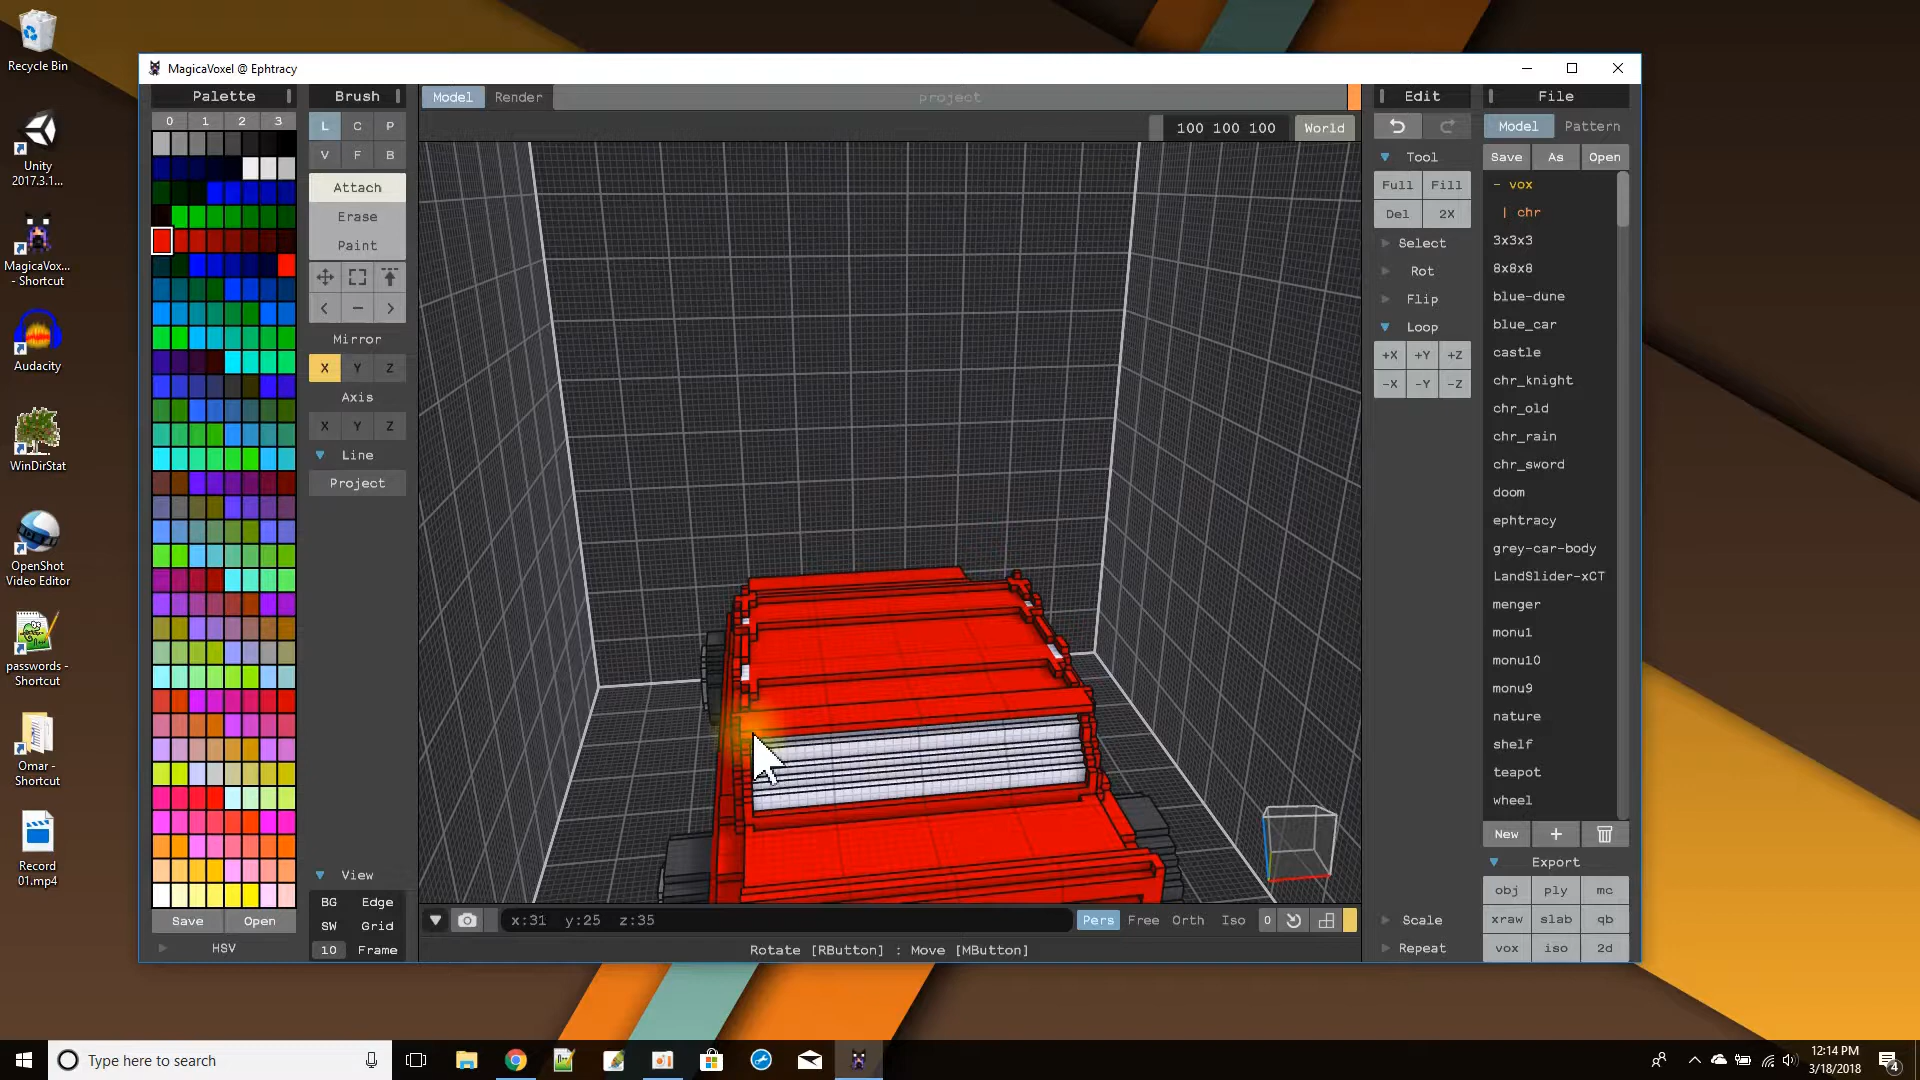 Recycle Bin
Unity
2017.3.1...
MagicaVox...
- Shortcut
Audacity
WinDirStat
OpenShot
Video Editor
passwords -
Shortcut
Omar -
Shortcut
Record
01.mp4
MagicaVoxel @ Ephtracy
Palette
0 1 2 3
Save Open
HSV
Brush
L C P
V F B
Attach
Erase
Paint
< - >
Mirror
X Y Z
Axis
X Y Z
Line
Project
View
BG Edge
SW Grid
10 Frame
Model Render project
100 100 100 World
x:31 y:25 z:35 Pers Free Orth Iso 0
Rotate [RButton] : Move [MButton]
Edit
Tool
Full Fill
Del 2X
Select
Rot
Flip
Loop
+X +Y +Z
-X -Y -Z
Scale
Repeat
File
Model Pattern
Save As Open
- vox
| chr
3x3x3
8x8x8
blue-dune
blue_car
castle
chr_knight
chr_old
chr_rain
chr_sword
doom
ephtracy
grey-car-body
LandSlider-xCT
menger
monu1
monu10
monu9
nature
shelf
teapot
wheel
New +
Export
obj ply mc
xraw slab qb
vox iso 2d
Type here to search
12:14 PM
3/18/2018
4